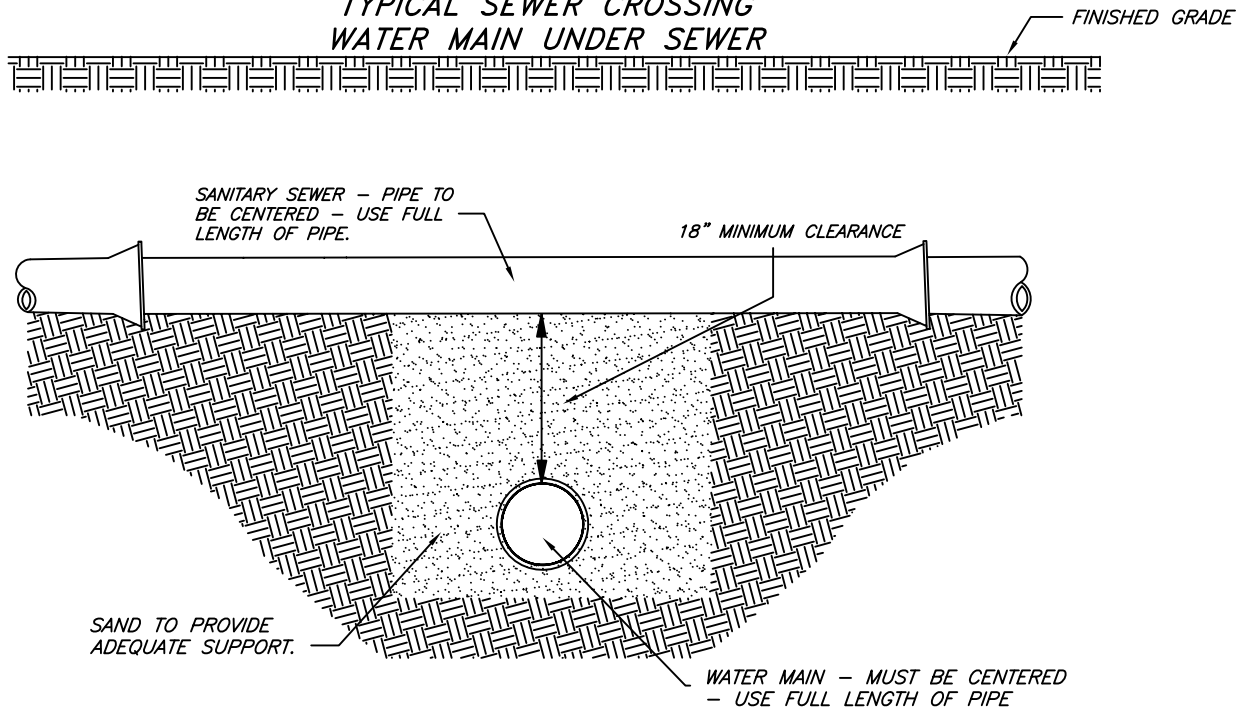 TYPICAL SEWER CROSSING
WATER MAIN UNDER SEWER
FINISHED GRADE
SANITARY SEWER – PIPE TO
BE CENTERED – USE FULL
LENGTH OF PIPE.
18" MINIMUM CLEARANCE
SAND TO PROVIDE
ADEQUATE SUPPORT.
WATER MAIN – MUST BE CENTERED
– USE FULL LENGTH OF PIPE